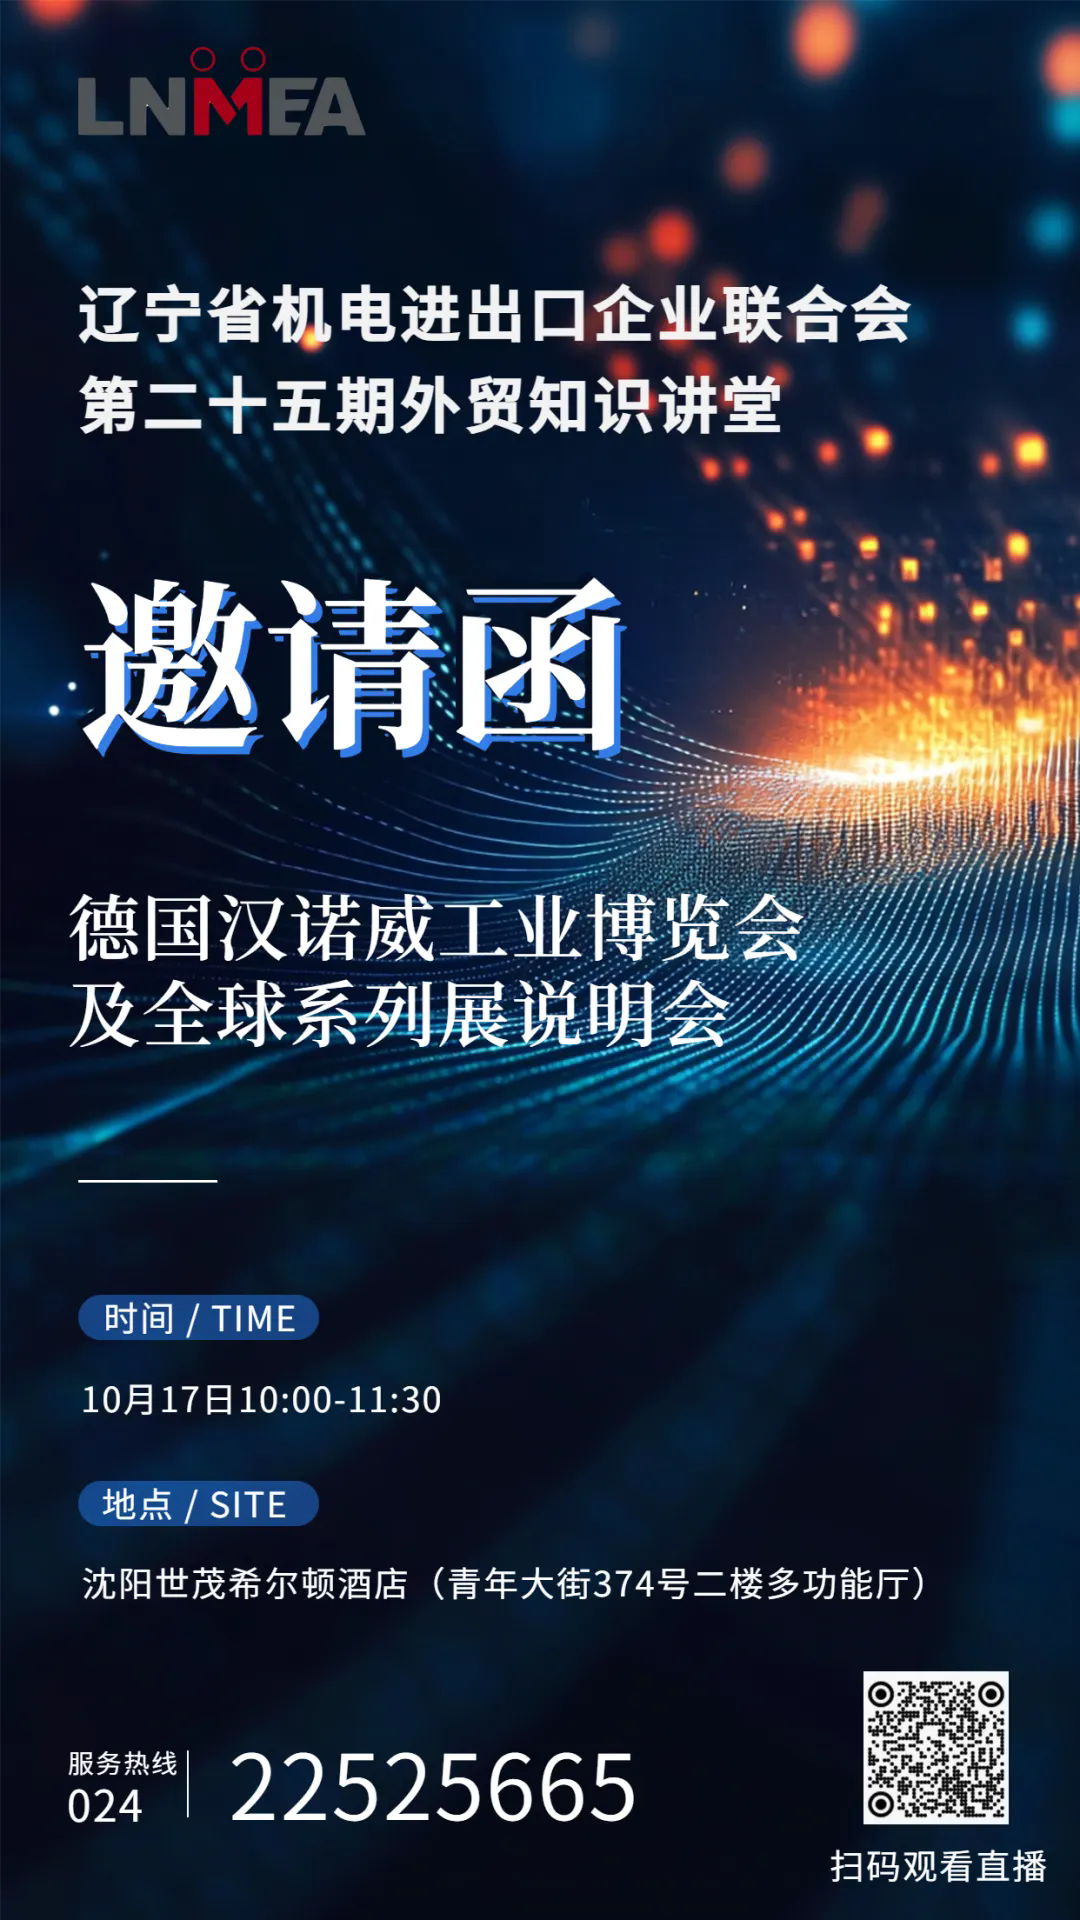 LNMEA
辽宁省机电进出口企业联合会
第二十五期外贸知识讲堂
邀请函
德国汉诺威工业博览会
及全球系列展说明会
时间 / TIME
10月17日10:00-11:30
地点 / SITE
沈阳世茂希尔顿酒店（青年大街374号二楼多功能厅）
服务热线
024
22525665
扫码观看直播